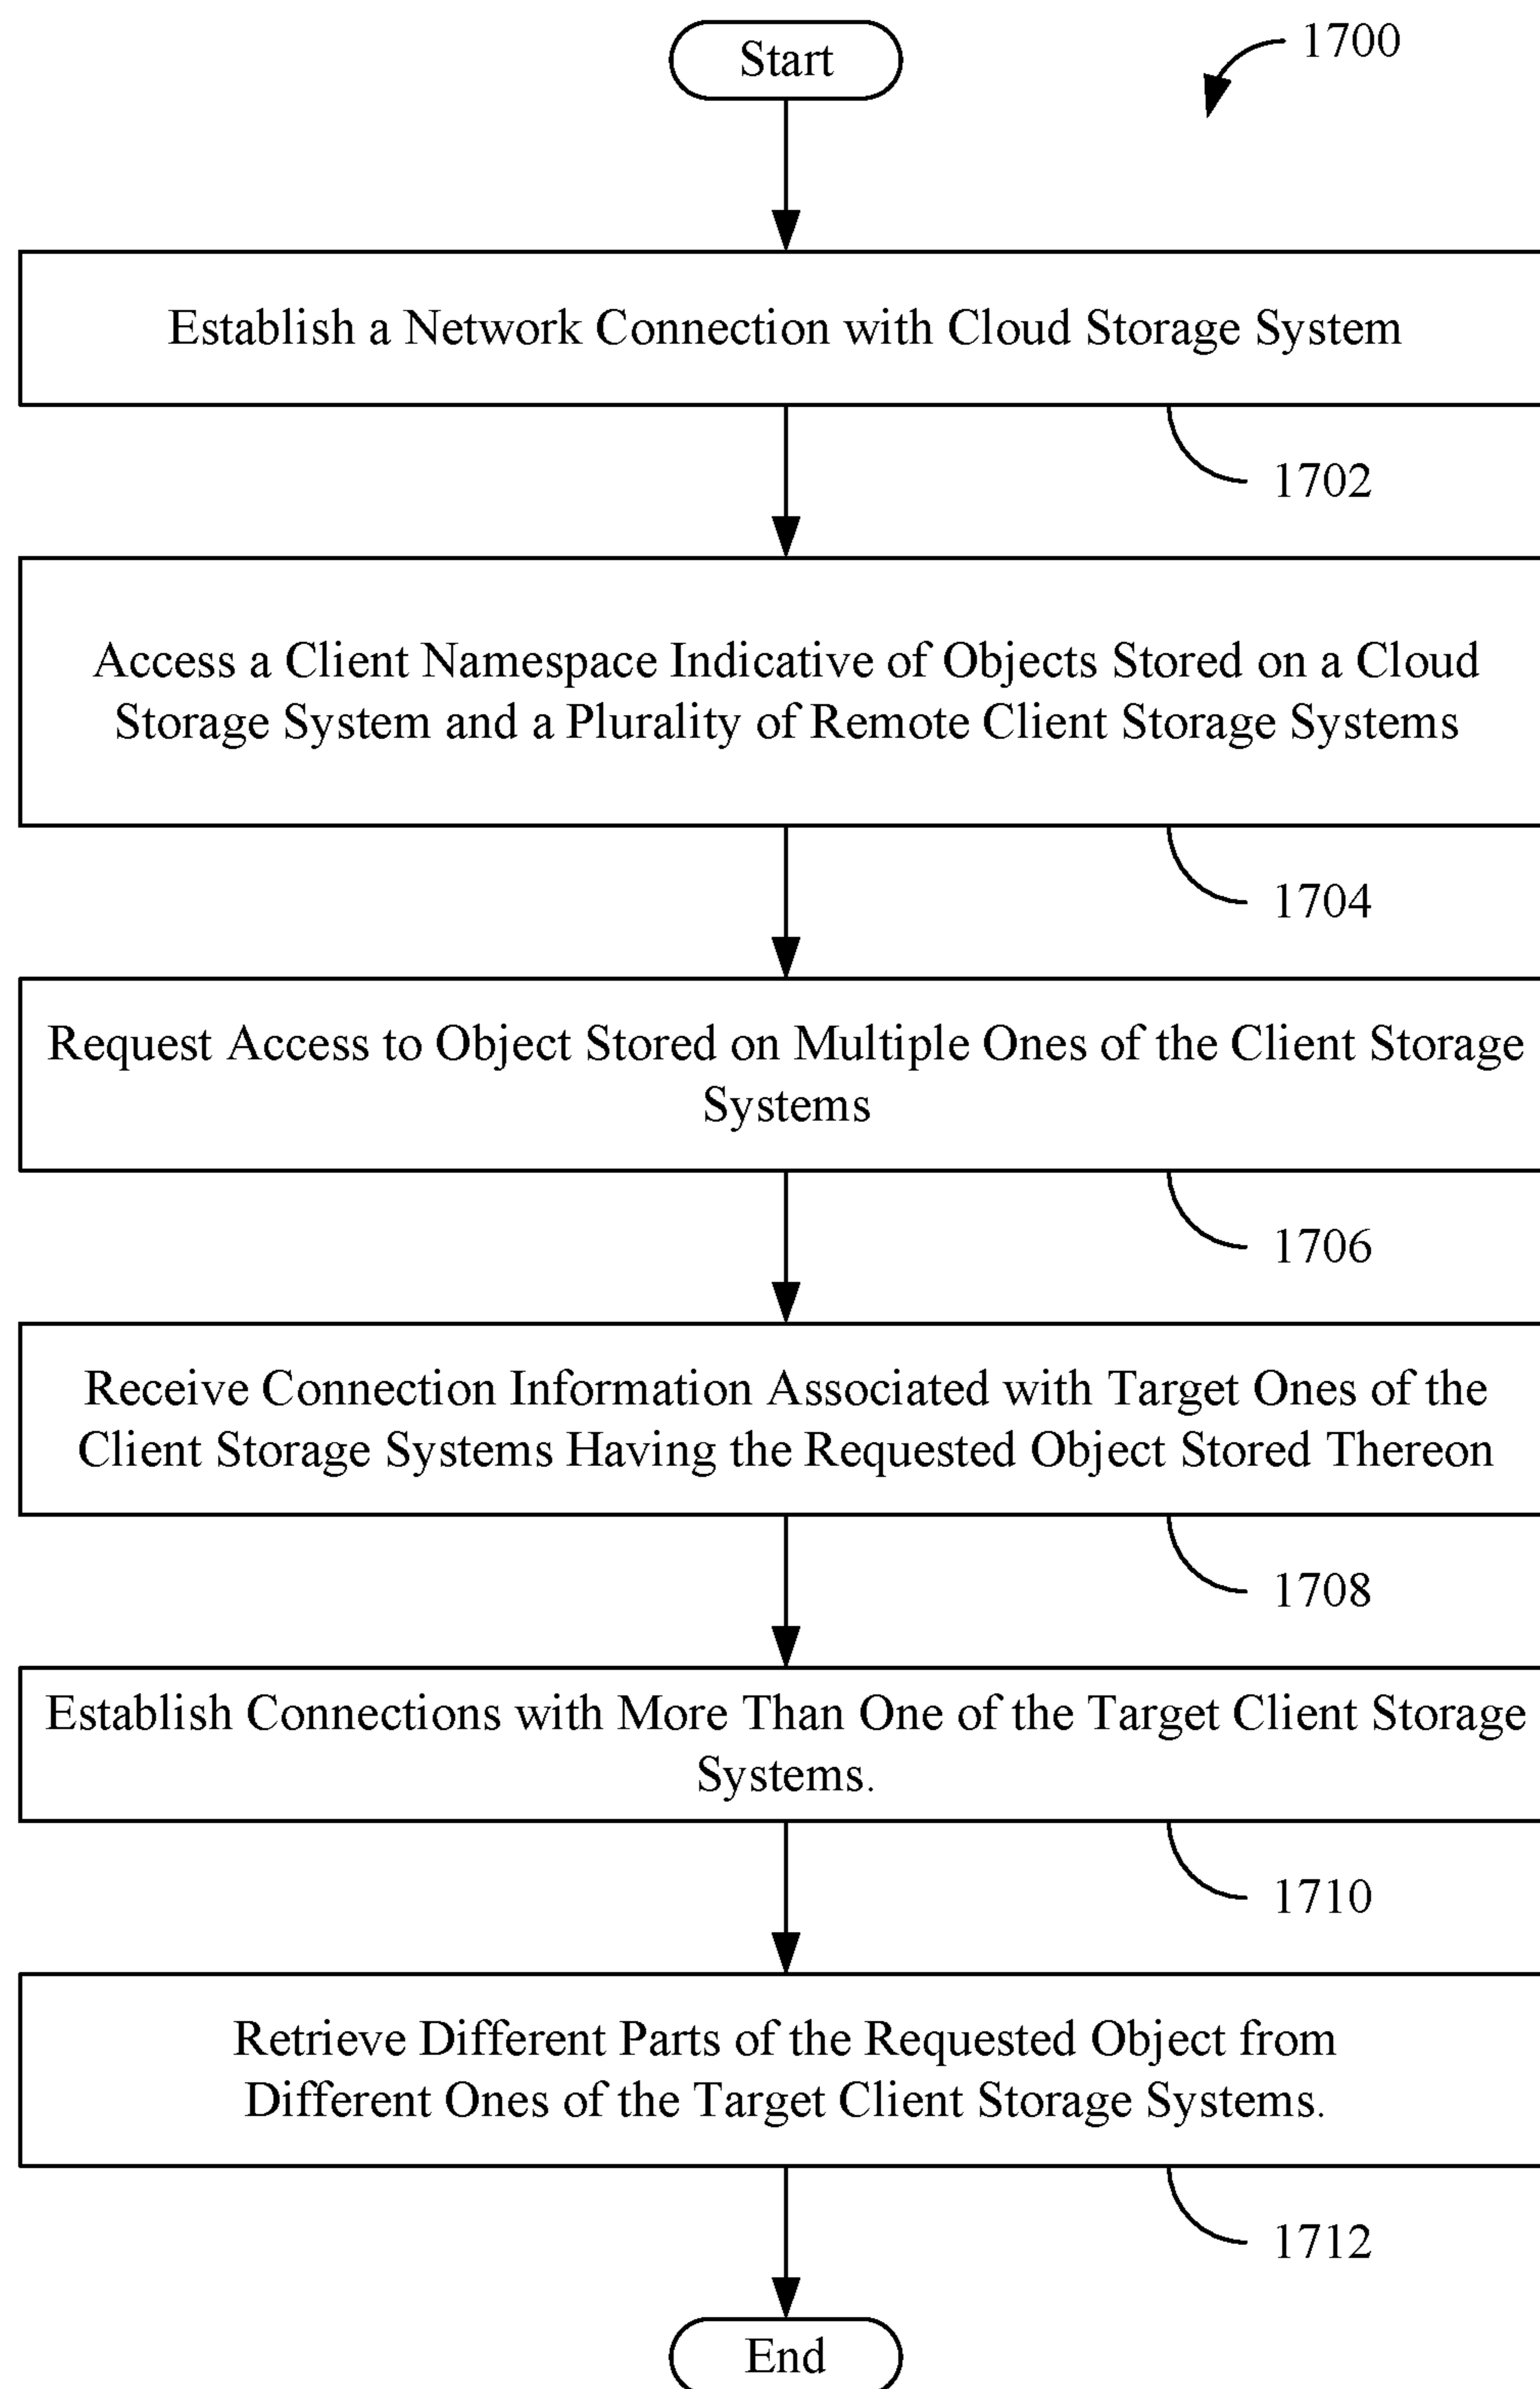 Start
1700
Establish a Network Connection with Cloud Storage System
1702
Access a Client Namespace Indicative of Objects Stored on a Cloud
Storage System and a Plurality of Remote Client Storage Systems
1704
Request Access to Object Stored on Multiple Ones of the Client Storage
Systems
1706
Receive Connection Information Associated with Target Ones of the
Client Storage Systems Having the Requested Object Stored Thereon
1708
Establish Connections with More Than One of the Target Client Storage
Systems.
1710
Retrieve Different Parts of the Requested Object from
Different Ones of the Target Client Storage Systems.
1712
End